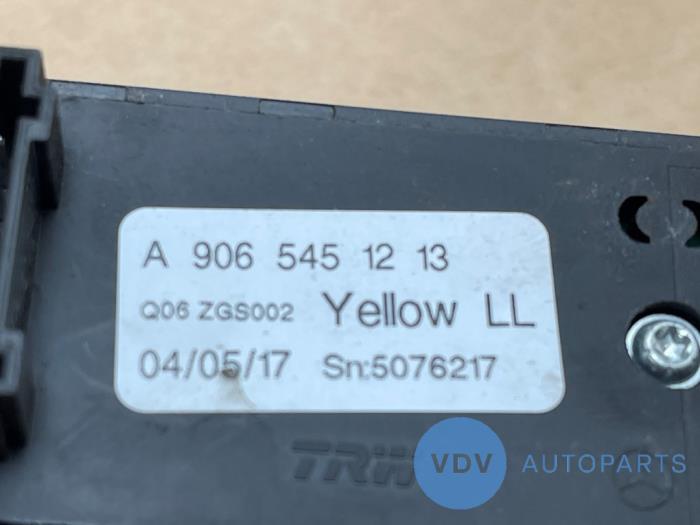 A 906 545 12 13
Q06 ZGS002 Yellow LL
04/05/17 Sn:5076217
TRW
VDV AUTOPARTS